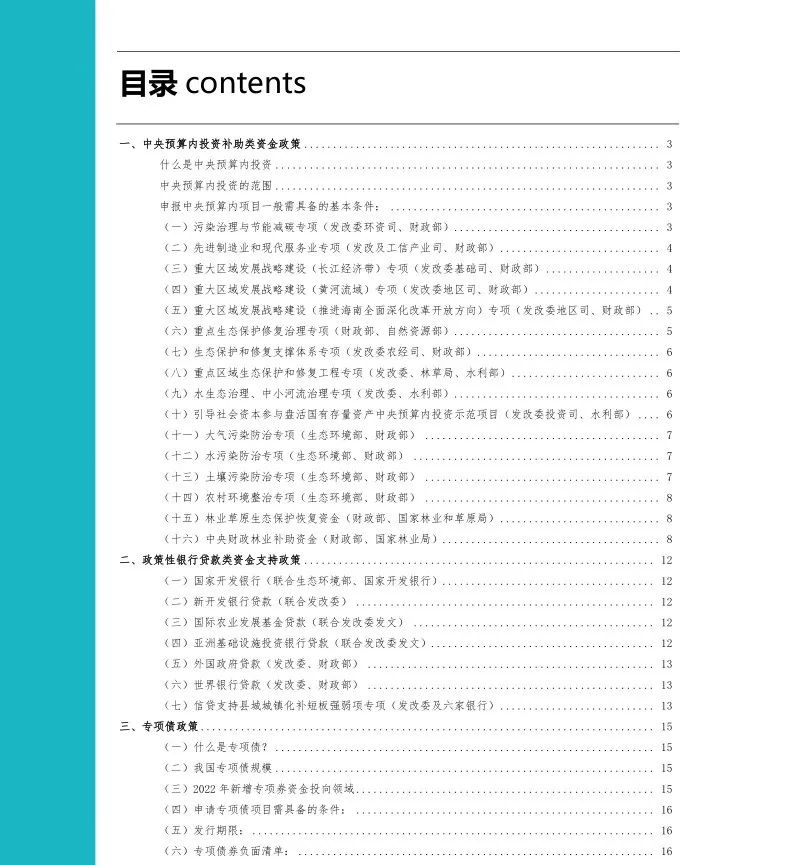 目录 contents
一、中央预算内投资补助类资金政策 ........ 3
什么是中央预算内投资 ........ 3
中央预算内投资的范围 ........ 3
申报中央预算内项目一般需具备的基本条件： ........ 3
（一）污染治理与节能减碳专项（发改委环资司、财政部） ........ 3
（二）先进制造业和现代服务业专项（发改及工信产业司、财政部） ........ 4
（三）重大区域发展战略建设（长江经济带）专项（发改委基础司、财政部） ........ 4
（四）重大区域发展战略建设（黄河流域）专项（发改委地区司、财政部） ........ 4
（五）重大区域发展战略建设（推进海南全面深化改革开放方向）专项（发改委地区司、财政部） .. 5
（六）重点生态保护修复治理专项（财政部、自然资源部） ........ 5
（七）生态保护和修复支撑体系专项（发改委农经司、财政部） ........ 6
（八）重点区域生态保护和修复工程专项（发改委、林草局、水利部） ........ 6
（九）水生态治理、中小河流治理专项（发改委、水利部） ........ 6
（十）引导社会资本参与盘活国有存量资产中央预算内投资示范项目（发改委投资司、水利部） .... 6
（十一）大气污染防治专项（生态环境部、财政部） ........ 7
（十二）水污染防治专项（生态环境部、财政部） ........ 7
（十三）土壤污染防治专项（生态环境部、财政部） ........ 7
（十四）农村环境整治专项（生态环境部、财政部） ........ 8
（十五）林业草原生态保护恢复资金（财政部、国家林业和草原局） ........ 8
（十六）中央财政林业补助资金（财政部、国家林业局） ........ 8
二、政策性银行贷款类资金支持政策 ........ 12
（一）国家开发银行（联合生态环境部、国家开发银行） ........ 12
（二）新开发银行贷款（联合发改委） ........ 12
（三）国际农业发展基金贷款（联合发改委发文） ........ 12
（四）亚洲基础设施投资银行贷款（联合发改委发文） ........ 12
（五）外国政府贷款（发改委、财政部） ........ 13
（六）世界银行贷款（发改委、财政部） ........ 13
（七）信贷支持县城城镇化补短板强弱项专项（发改委及六家银行） ........ 13
三、专项债政策 ........ 15
（一）什么是专项债？ ........ 15
（二）我国专项债规模 ........ 15
（三）2022 年新增专项券资金投向领域 ........ 15
（四）申请专项债项目需具备的条件： ........ 16
（五）发行期限： ........ 16
（六）专项债券负面清单： ........ 16